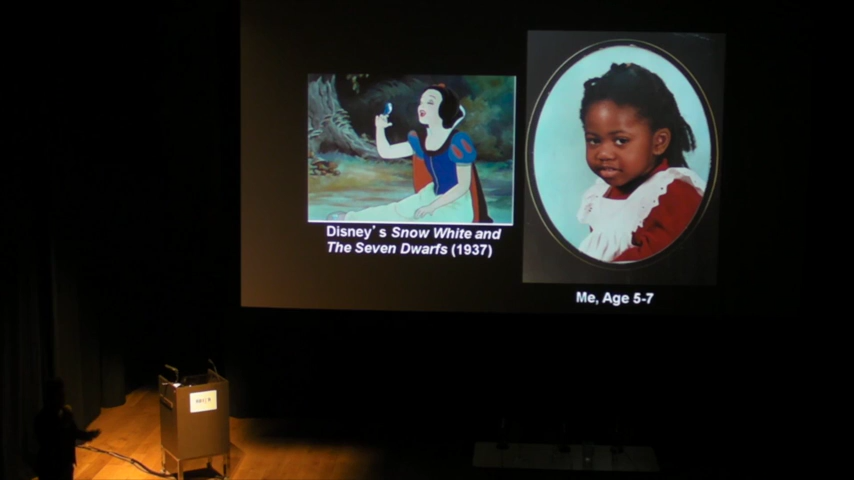 Disney's Snow White and
The Seven Dwarfs (1937)
Me, Age 5-7